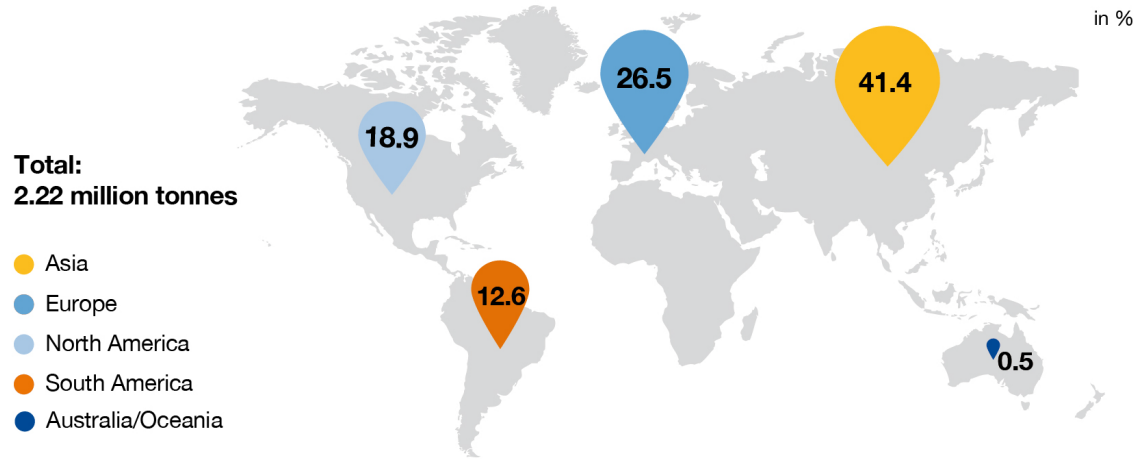 in %
26.5
41.4
18.9
Total:
2.22 million tonnes
Asia
12.6
Europe
North America
0.5
South America
Australia/Oceania